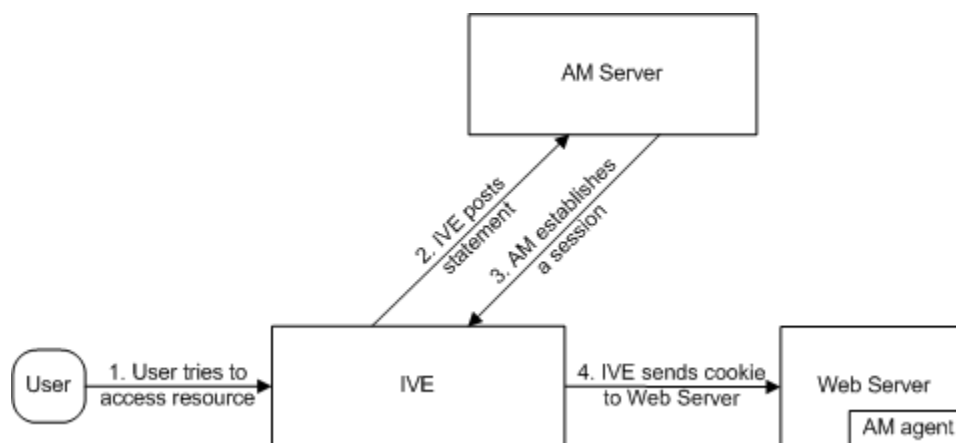 AM Server
2. IVE posts
statement
3. AM establishes
a session
User
1. User tries to
access resource
IVE
4. IVE sends cookie
to Web Server
Web Server
AM agent